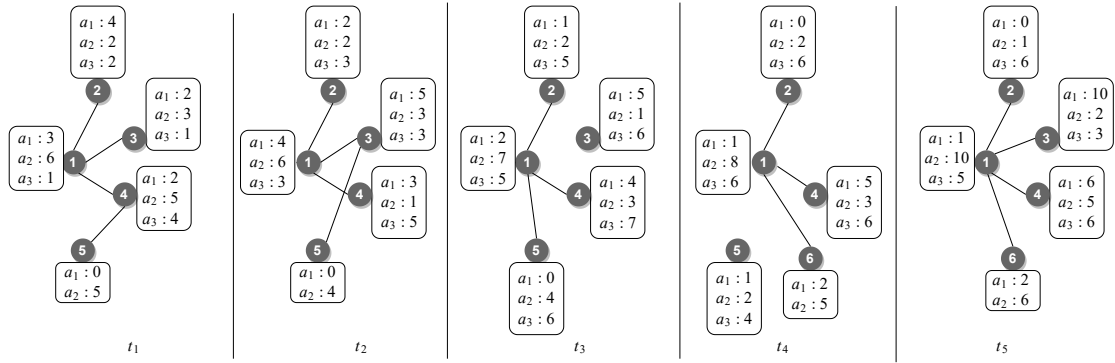 a1 : 4
a2 : 2
a3 : 2
2
a1 : 2
a2 : 3
a3 : 1
3
a1 : 3
a2 : 6
a3 : 1
1
a1 : 2
a2 : 5
a3 : 4
4
5
a1 : 0
a2 : 5
t1
a1 : 2
a2 : 2
a3 : 3
2
a1 : 5
a2 : 3
a3 : 3
3
a1 : 4
a2 : 6
a3 : 3
1
a1 : 3
a2 : 1
a3 : 5
4
5
a1 : 0
a2 : 4
t2
a1 : 1
a2 : 2
a3 : 5
2
a1 : 5
a2 : 1
a3 : 6
3
a1 : 2
a2 : 7
a3 : 5
1
a1 : 4
a2 : 3
a3 : 7
4
5
a1 : 0
a2 : 4
a3 : 6
t3
a1 : 0
a2 : 2
a3 : 6
2
a1 : 1
a2 : 8
a3 : 6
1
a1 : 5
a2 : 3
a3 : 6
4
5
a1 : 1
a2 : 2
a3 : 4
6
a1 : 2
a2 : 5
t4
a1 : 0
a2 : 1
a3 : 6
2
a1 : 10
a2 : 2
a3 : 3
3
a1 : 1
a2 : 10
a3 : 5
1
a1 : 6
a2 : 5
a3 : 6
4
6
a1 : 2
a2 : 6
t5